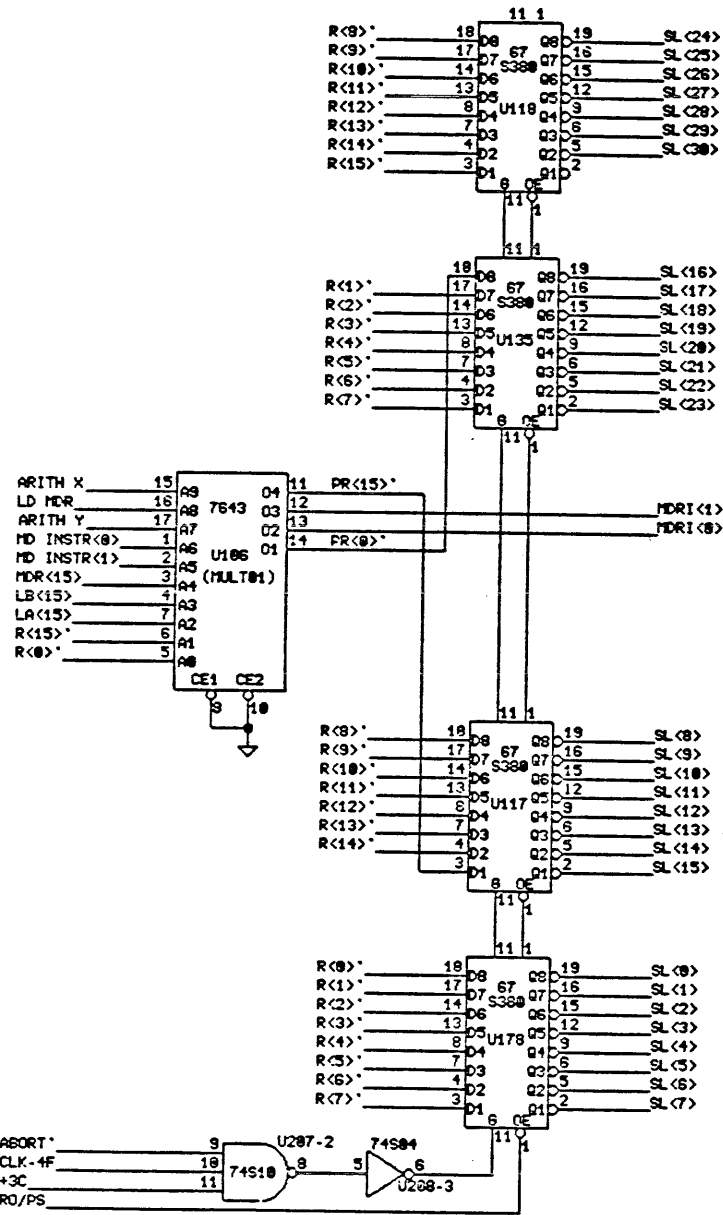 11 1
R<8>' 18 D8 67 Q8 19 SL<24>
R<9>' 17 D7 S380 Q7 16 SL<25>
R<10>' 14 D6 Q6 15 SL<26>
R<11>' 13 D5 Q5 12 SL<27>
R<12>' 8 D4 U118 Q4 9 SL<28>
R<13>' 7 D3 Q3 6 SL<29>
R<14>' 4 D2 Q2 5 SL<30>
R<15>' 3 D1 Q1 2
G OE
11 1
11 1
18 D8 67 Q8 19 SL<16>
R<1>' 17 D7 S380 Q7 16 SL<17>
R<2>' 14 D6 Q6 15 SL<18>
R<3>' 13 D5 Q5 12 SL<19>
R<4>' 8 D4 U135 Q4 9 SL<20>
R<5>' 7 D3 Q3 6 SL<21>
R<6>' 4 D2 Q2 5 SL<22>
R<7>' 3 D1 Q1 2 SL<23>
G OE
11 1
ARITH X 15 A9 O4 11 PR<15>'
LD MDR 16 A8 7643 O3 12 MDRI<1>
ARITH Y 17 A7 O2 13 MDRI<0>
MD INSTR<0> 1 A6 U186 O1 14 PR<0>'
MD INSTR<1> 2 A5 (MULT01)
MDR<15> 3 A4
LB<15> 4 A3
LA<15> 7 A2
R<15>' 6 A1
R<0>' 5 A0
CE1 CE2
9 10
11 1
R<8>' 18 D8 67 Q8 19 SL<8>
R<9>' 17 D7 S380 Q7 16 SL<9>
R<10>' 14 D6 Q6 15 SL<10>
R<11>' 13 D5 Q5 12 SL<11>
R<12>' 8 D4 U117 Q4 9 SL<12>
R<13>' 7 D3 Q3 6 SL<13>
R<14>' 4 D2 Q2 5 SL<14>
3 D1 Q1 2 SL<15>
G OE
11 1
11 1
R<0>' 18 D8 67 Q8 19 SL<0>
R<1>' 17 D7 S380 Q7 16 SL<1>
R<2>' 14 D6 Q6 15 SL<2>
R<3>' 13 D5 Q5 12 SL<3>
R<4>' 8 D4 U178 Q4 9 SL<4>
R<5>' 7 D3 Q3 6 SL<5>
R<6>' 4 D2 Q2 5 SL<6>
R<7>' 3 D1 Q1 2 SL<7>
G OE
11 1
ABORT' 9 U207-2 74S04
CLK-4F 10 74S10 8 5 6
+3C 11 U208-3
RO/PS